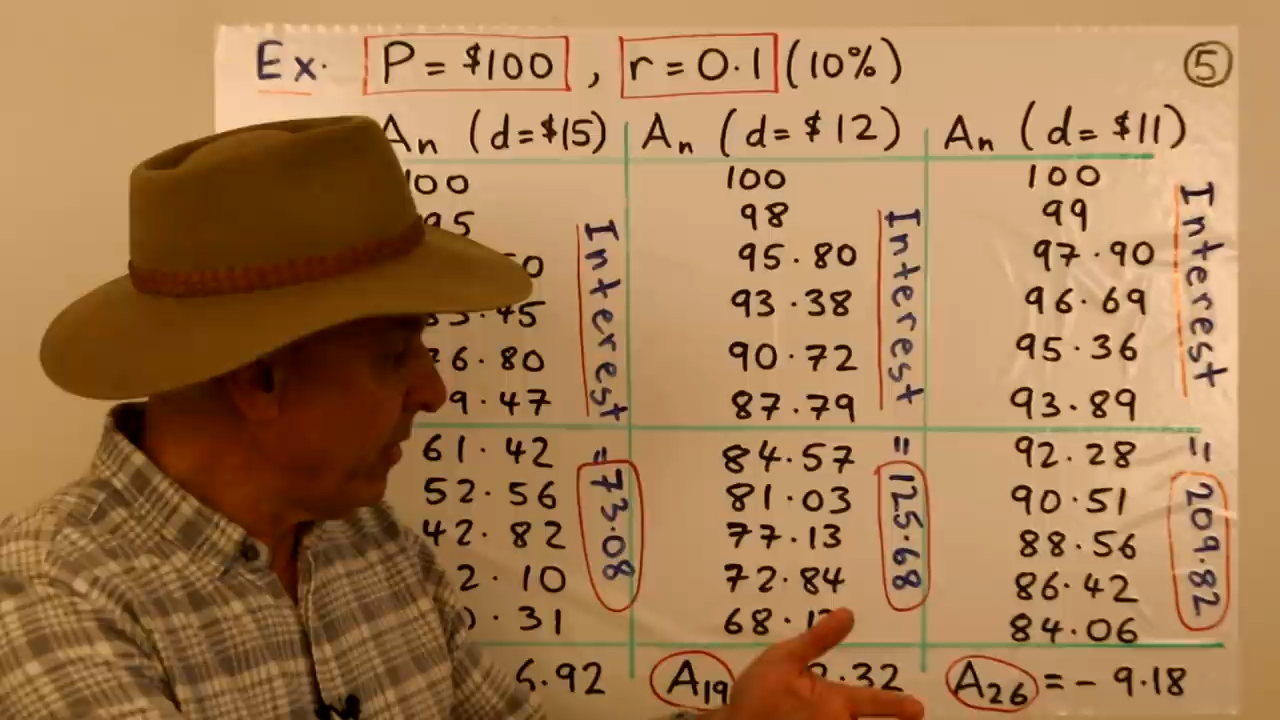 Ex. P = $100 , r = 0.1 (10%) ⑤
An (d=$15) An (d=$12) An (d=$11)
100 100 100
95 98 99
95.80 97.90
93.38 96.69
90.72 95.36
87.79 93.89
61.42 84.57 92.28
52.56 81.03 90.51
42.82 77.13 88.56
72.84 86.42
84.06
A19 A26 = - 9.18
Interest = 73.08
Interest = 125.68
Interest = 209.82